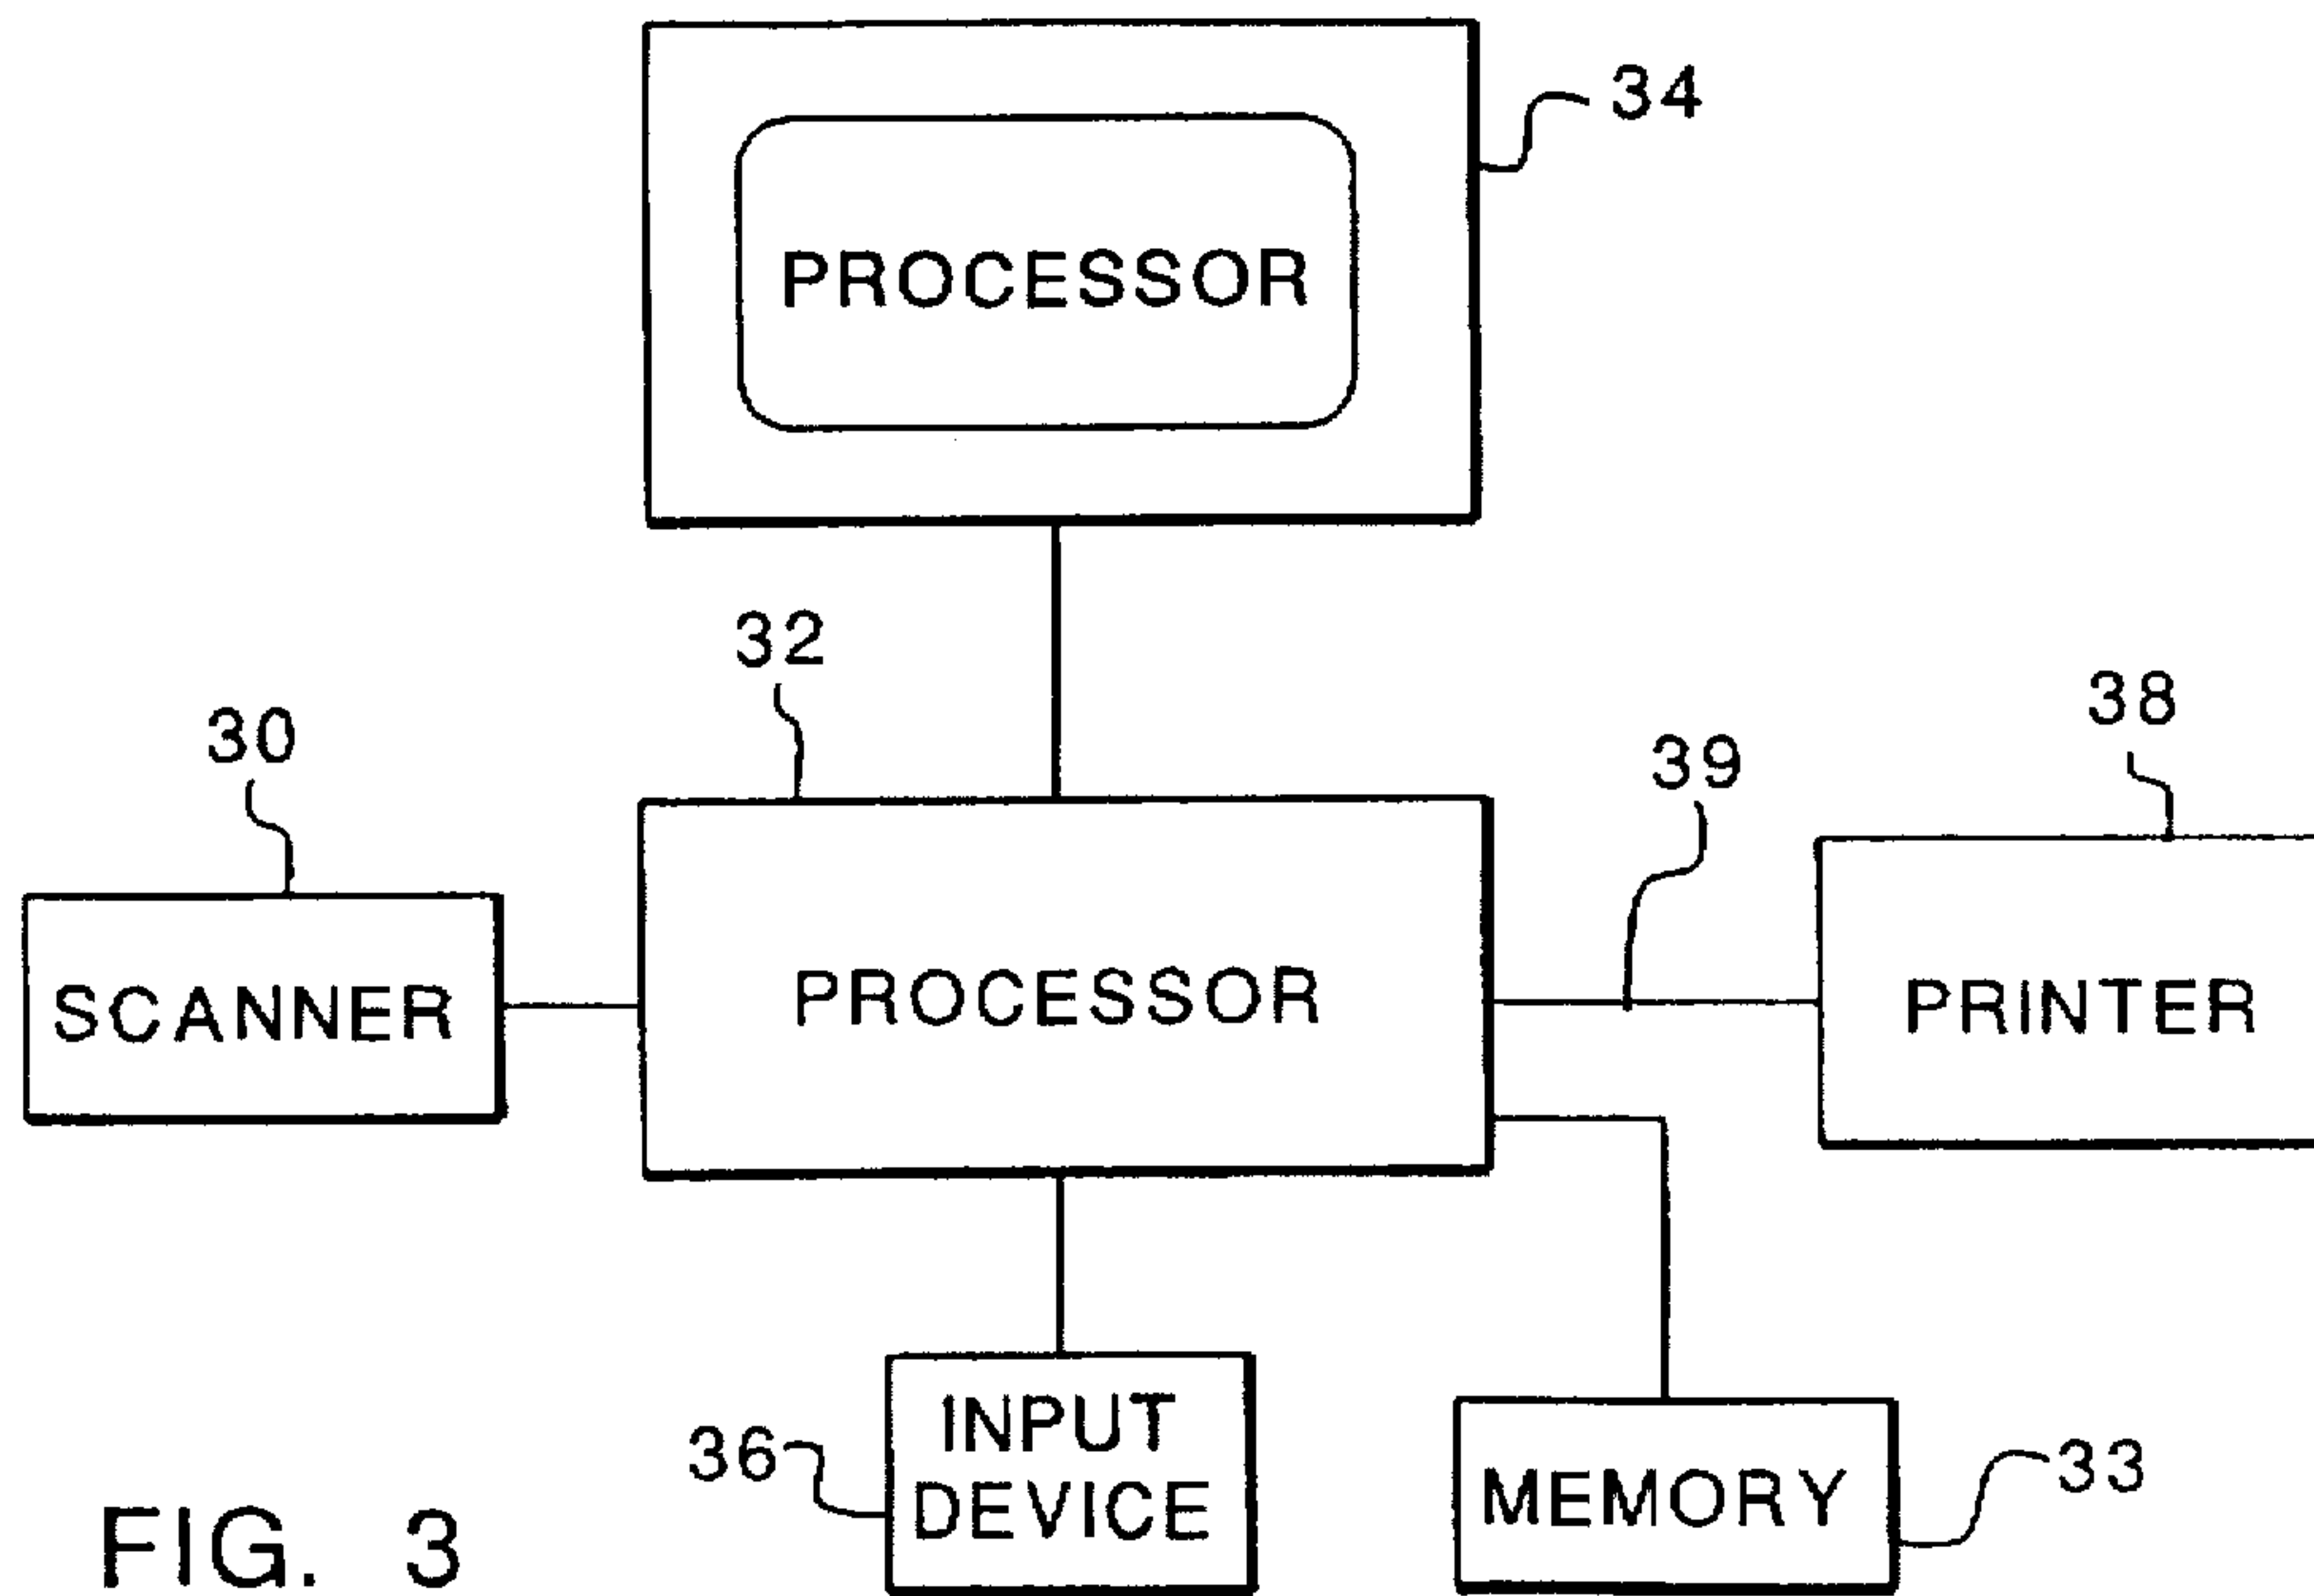 34
PROCESSOR
32
38
30
39
SCANNER
PROCESSOR
PRINTER
INPUT
DEVICE
36
MEMORY
33
FIG. 3